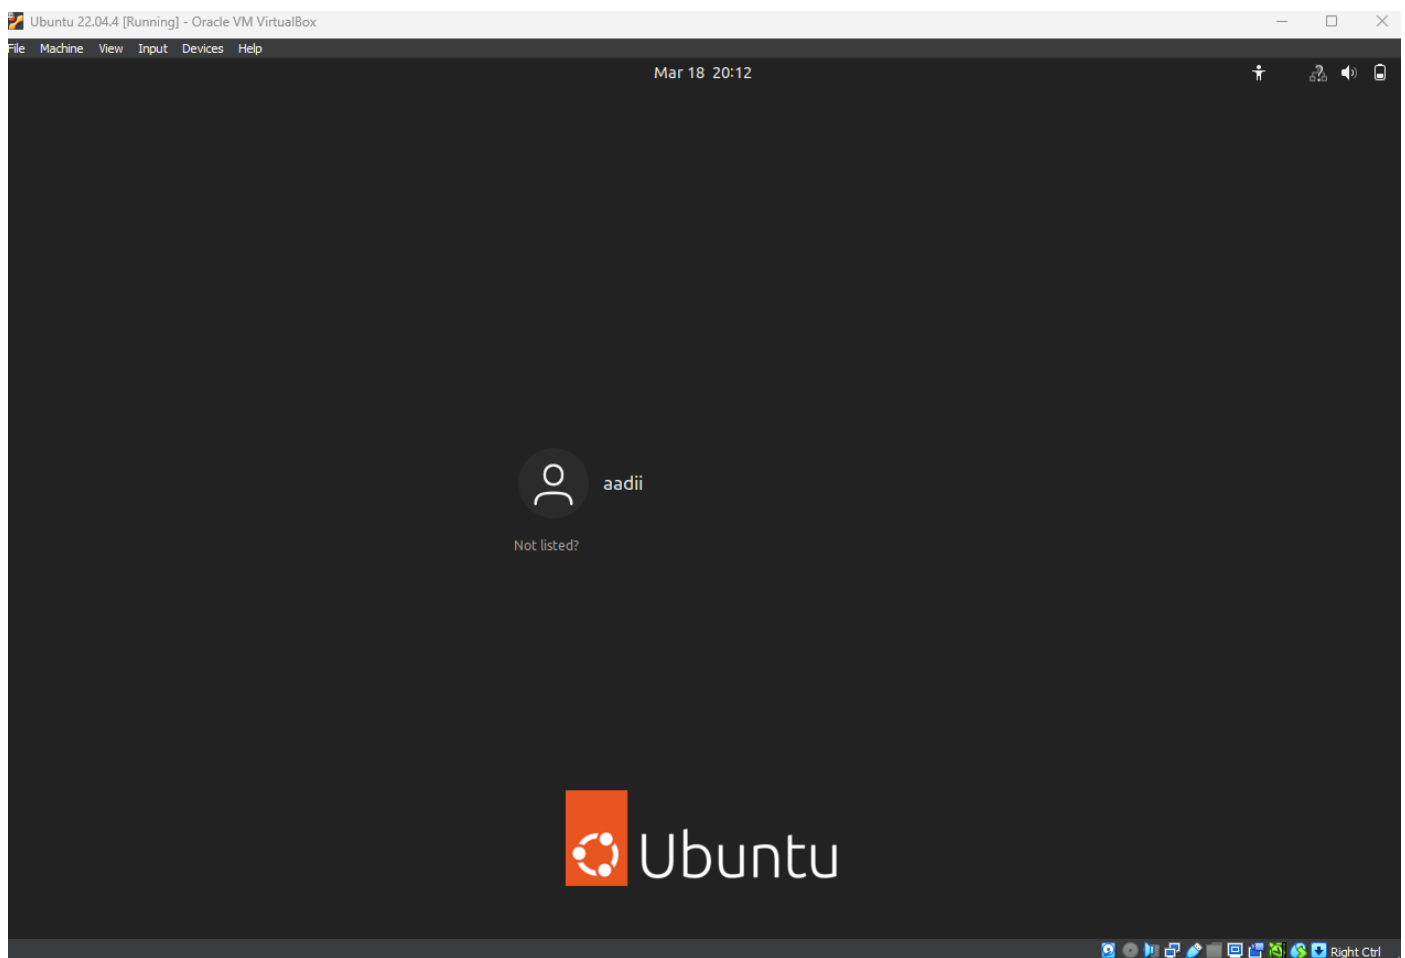 Ubuntu 22.04.4 [Running] - Oracle VM VirtualBox
File Machine View Input Devices Help
Mar 18 20:12
aadii
Not listed?
Ubuntu
Right Ctrl